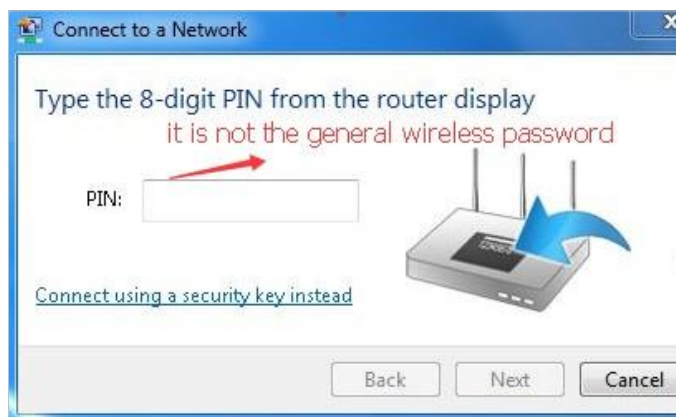 Connect to a Network
X
Type the 8-digit PIN from the router display
it is not the general wireless password
PIN:
Connect using a security key instead
Back
Next
Cancel